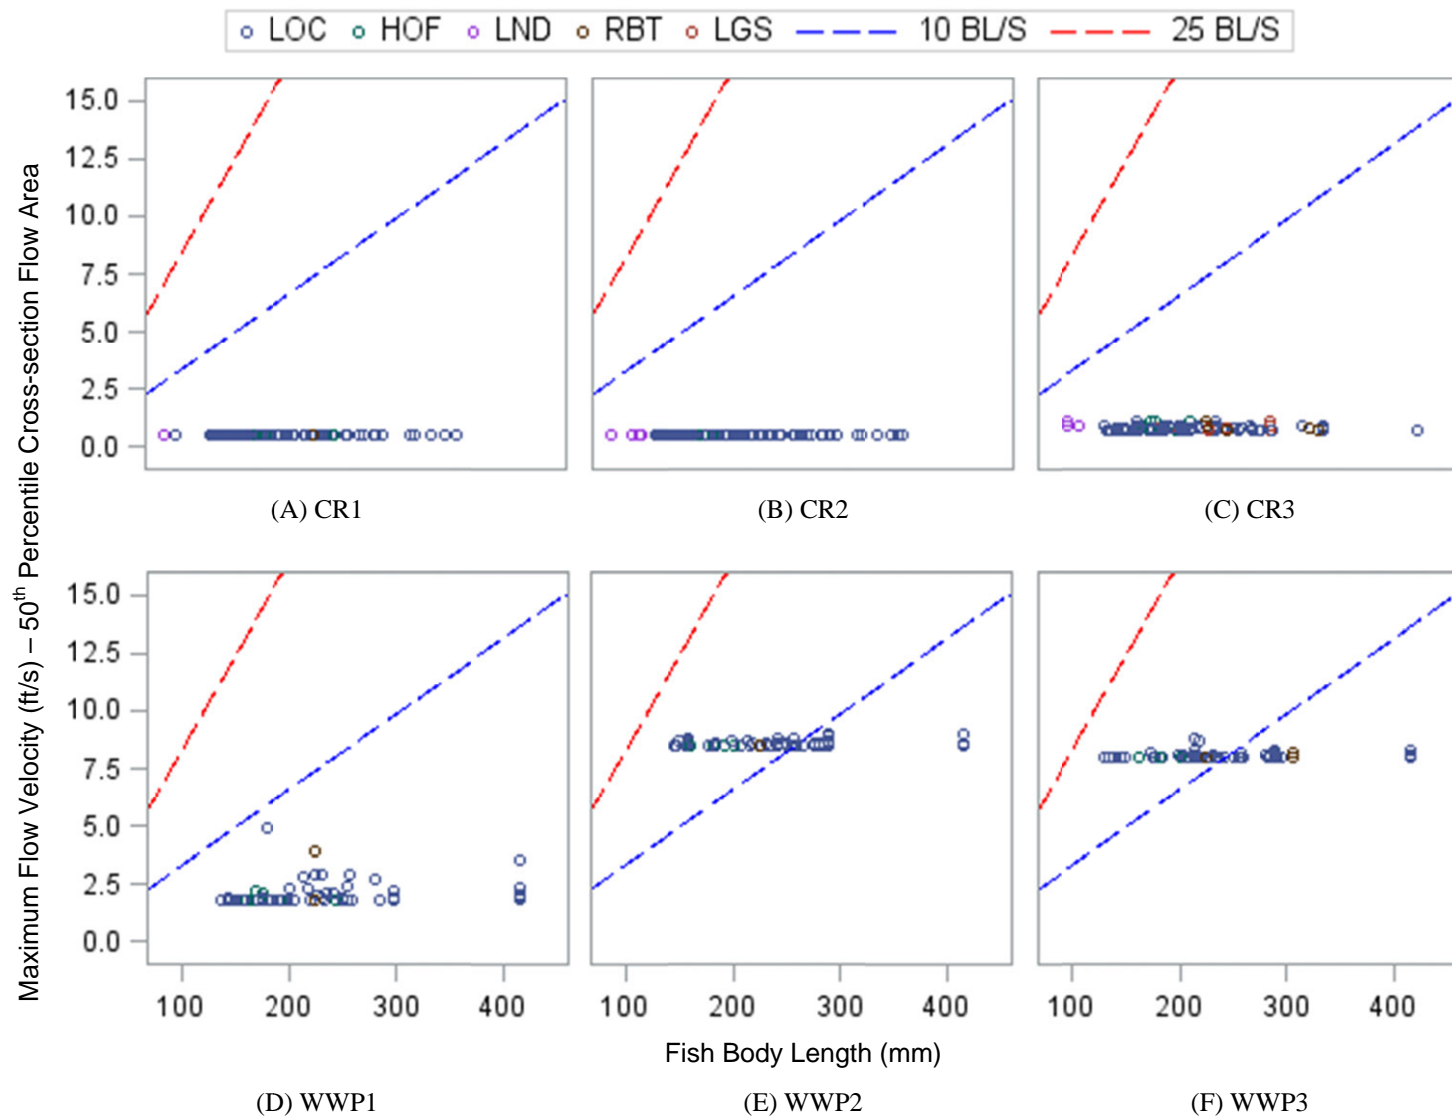 LOC HOF LND RBT LGS 10 BL/S 25 BL/S
Maximum Flow Velocity (ft/s) – 50th Percentile Cross-section Flow Area
15.0
12.5
10.0
7.5
5.0
2.5
0.0
(A) CR1 (B) CR2 (C) CR3
15.0
12.5
10.0
7.5
5.0
2.5
0.0
100 200 300 400 100 200 300 400 100 200 300 400
Fish Body Length (mm)
(D) WWP1 (E) WWP2 (F) WWP3